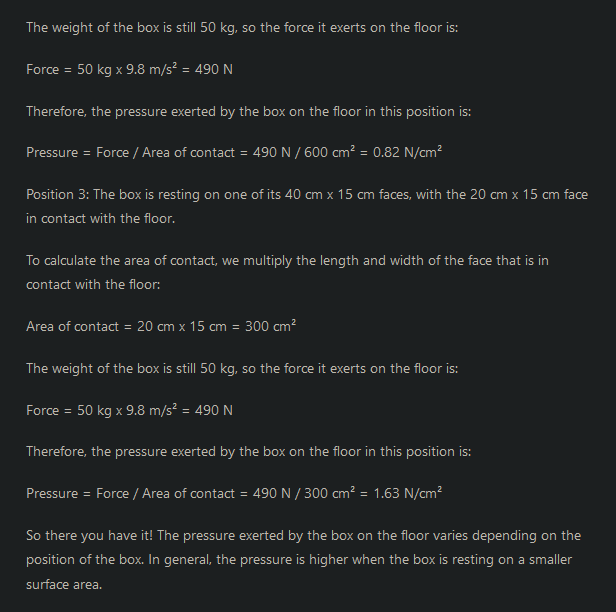 The weight of the box is still 50 kg, so the force it exerts on the floor is:
Force = 50 kg x 9.8 m/s² = 490 N
Therefore, the pressure exerted by the box on the floor in this position is:
Pressure = Force / Area of contact = 490 N / 600 cm² = 0.82 N/cm²
Position 3: The box is resting on one of its 40 cm x 15 cm faces, with the 20 cm x 15 cm face
in contact with the floor.
To calculate the area of contact, we multiply the length and width of the face that is in
contact with the floor:
Area of contact = 20 cm x 15 cm = 300 cm²
The weight of the box is still 50 kg, so the force it exerts on the floor is:
Force = 50 kg x 9.8 m/s² = 490 N
Therefore, the pressure exerted by the box on the floor in this position is:
Pressure = Force / Area of contact = 490 N / 300 cm² = 1.63 N/cm²
So there you have it! The pressure exerted by the box on the floor varies depending on the
position of the box. In general, the pressure is higher when the box is resting on a smaller
surface area.